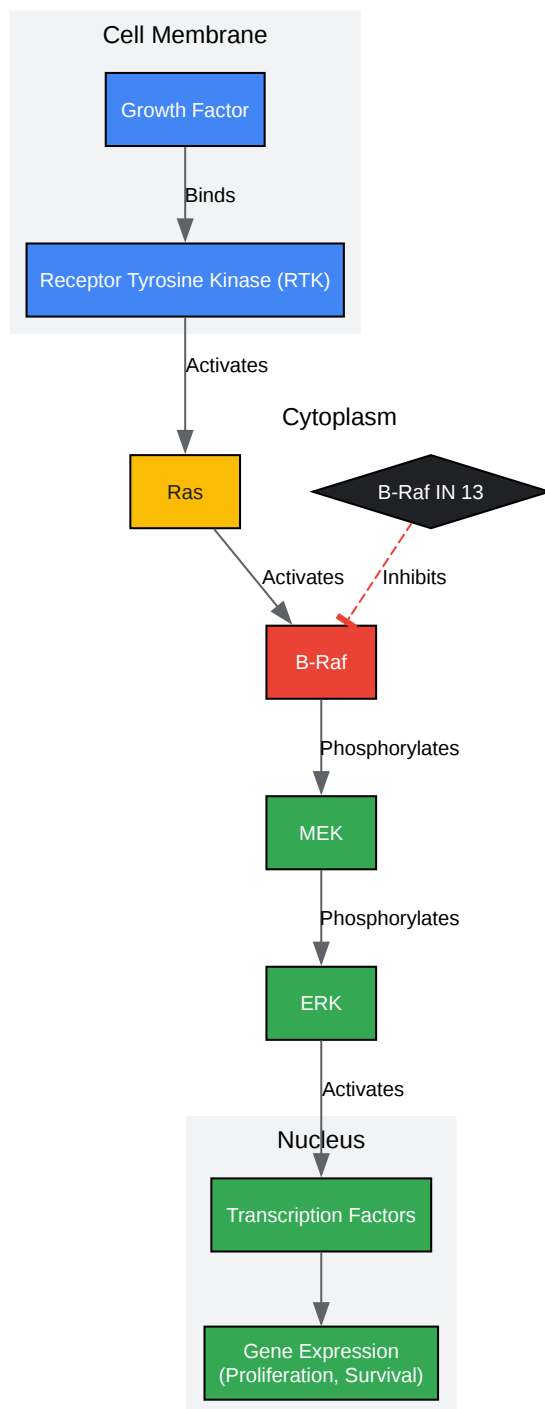 Cell Membrane
Growth Factor
Binds
Receptor Tyrosine Kinase (RTK)
Activates
Cytoplasm
Ras
B-Raf IN 13
Activates
Inhibits
B-Raf
Phosphorylates
MEK
Phosphorylates
ERK
Activates
Nucleus
Transcription Factors
Gene Expression
(Proliferation, Survival)